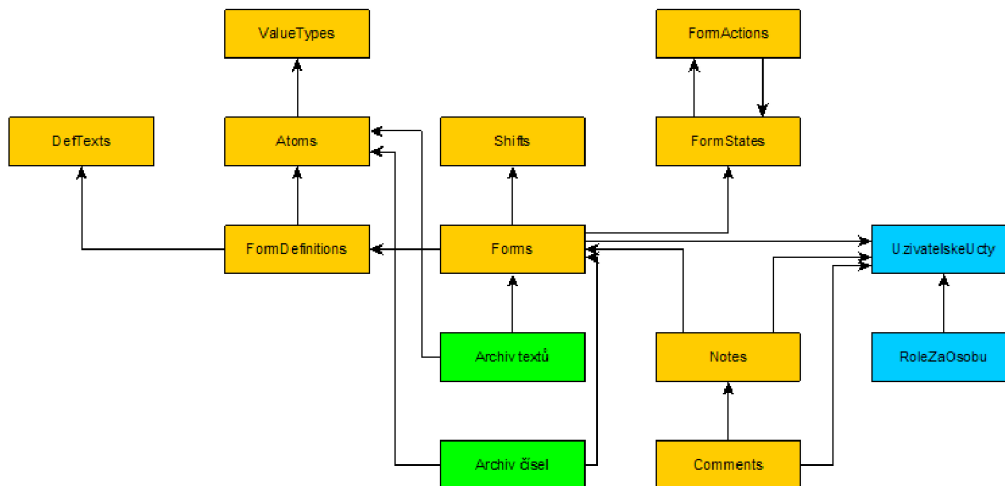 ValueTypes
FormActions
DefTexts
Atoms
Shifts
FormStates
FormDefinitions
Forms
UzivatelskeUcty
Archiv textů
Notes
RoleZaOsobu
Archiv čísel
Comments